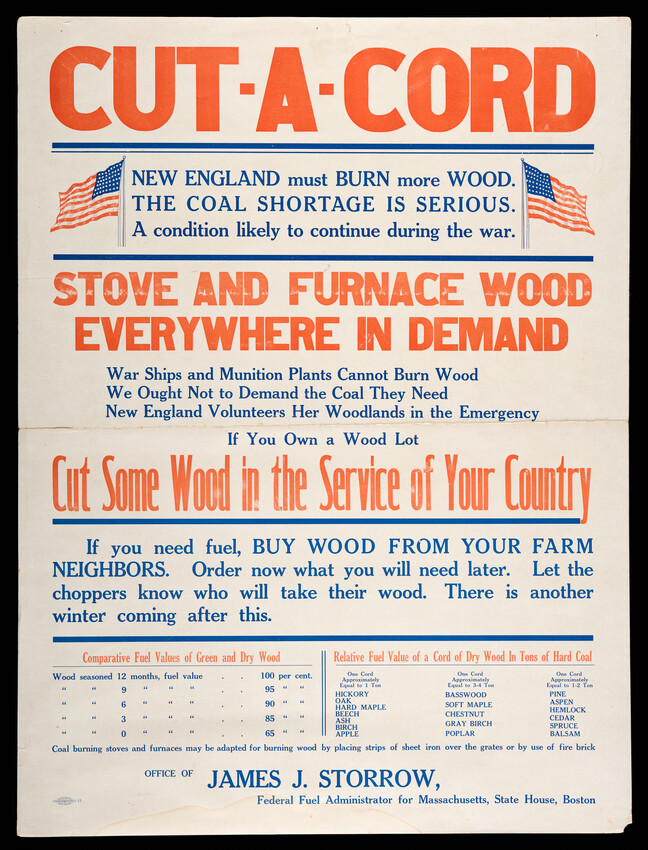 CUT-A-CORD
NEW ENGLAND must BURN more WOOD.
THE COAL SHORTAGE IS SERIOUS.
A condition likely to continue during the war.
STOVE AND FURNACE WOOD
EVERYWHERE IN DEMAND
War Ships and Munition Plants Cannot Burn Wood
We Ought Not to Demand the Coal They Need
New England Volunteers Her Woodlands in the Emergency
If You Own a Wood Lot
Cut Some Wood in the Service of Your Country
If you need fuel, BUY WOOD FROM YOUR FARM
NEIGHBORS. Order now what you will need later. Let the
choppers know who will take their wood. There is another
winter coming after this.
Comparative Fuel Values of Green and Dry Wood
Wood seasoned 12 months, fuel value . . 100 per cent.
" " 9 " " " . . 95 " "
" " 6 " " " . . 90 " "
" " 3 " " " . . 85 " "
" " 0 " " " . . 65 " "
Relative Fuel Value of a Cord of Dry Wood In Tons of Hard Coal
One Cord
Approximately
Equal to 1 Ton
HICKORY
OAK
HARD MAPLE
BEECH
ASH
BIRCH
APPLE
One Cord
Approximately
Equal to 3-4 Ton
BASSWOOD
SOFT MAPLE
CHESTNUT
GRAY BIRCH
POPLAR
One Cord
Approximately
Equal to 1-2 Ton
PINE
ASPEN
HEMLOCK
CEDAR
SPRUCE
BALSAM
Coal burning stoves and furnaces may be adapted for burning wood by placing strips of sheet iron over the grates or by use of fire brick
OFFICE OF JAMES J. STORROW,
Federal Fuel Administrator for Massachusetts, State House, Boston